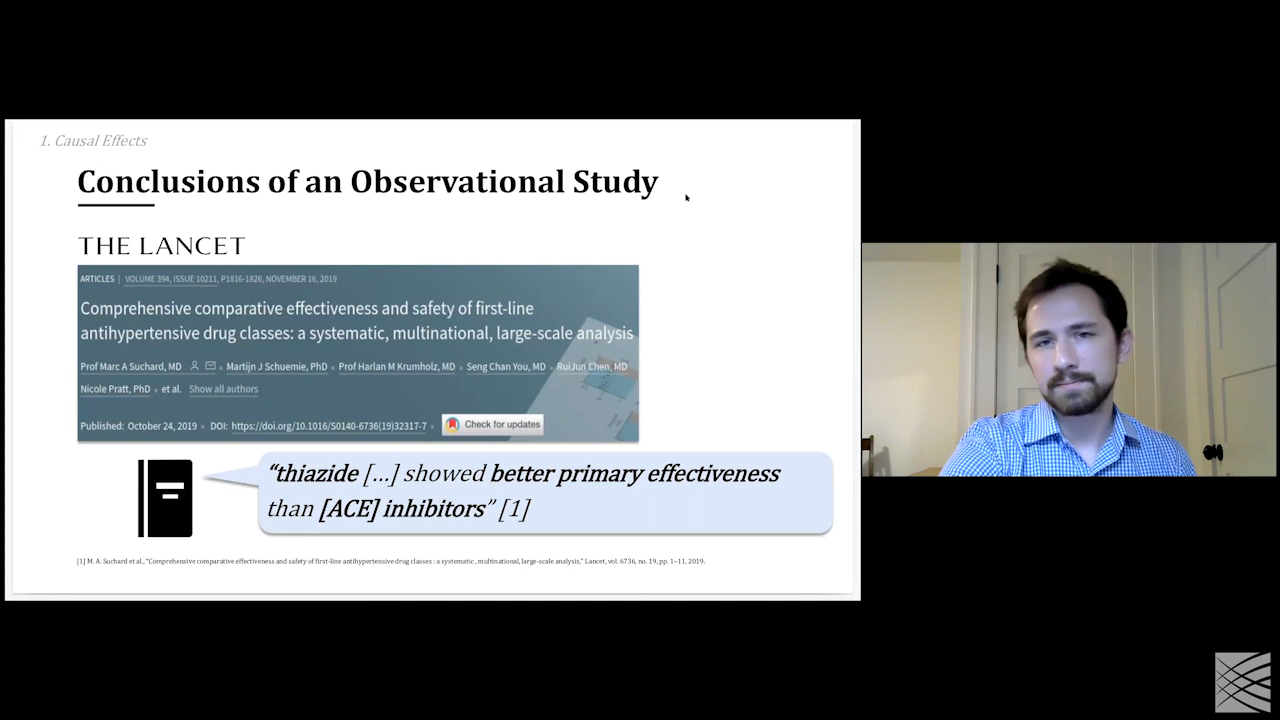 1. Causal Effects
Conclusions of an Observational Study
THE LANCET
ARTICLES | VOLUME 394, ISSUE 10211, P1816-1826, NOVEMBER 16, 2019
Comprehensive comparative effectiveness and safety of first-line
antihypertensive drug classes: a systematic, multinational, large-scale analysis
Prof Marc A Suchard, MD • Martijn J Schuemie, PhD • Prof Harlan M Krumholz, MD • Seng Chan You, MD • RuiJun Chen, MD
Nicole Pratt, PhD • et al. Show all authors
Published: October 24, 2019 • DOI: https://doi.org/10.1016/S0140-6736(19)32317-7 •
Check for updates
“thiazide [...] showed better primary effectiveness
than [ACE] inhibitors” [1]
[1] M. A. Suchard et al., "Comprehensive comparative effectiveness and safety of first-line antihypertensive drug classes : a systematic , multinational, large-scale analysis," Lancet, vol. 6736, no. 19, pp. 1–11, 2019.